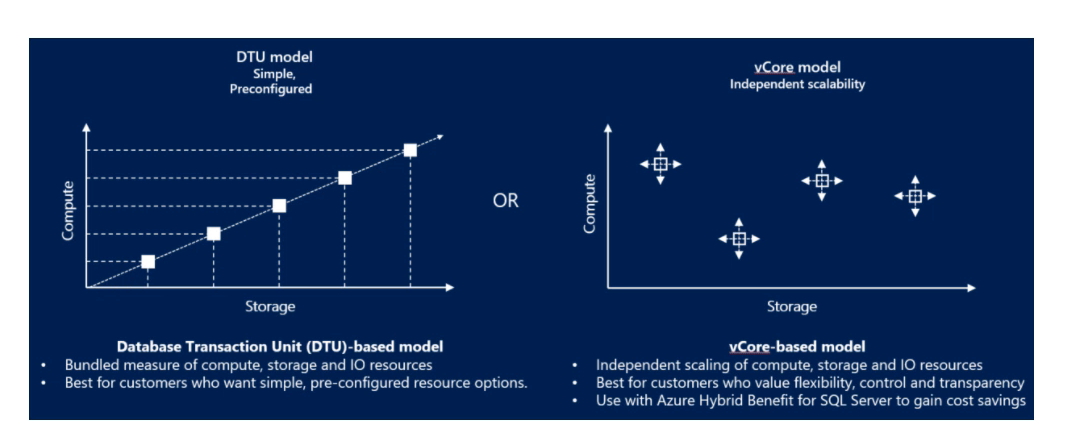 DTU model
Simple,
Preconfigured
Compute
Storage
OR
vCore model
Independent scalability
Compute
Storage
Database Transaction Unit (DTU)-based model
• Bundled measure of compute, storage and IO resources
• Best for customers who want simple, pre-configured resource options.
vCore-based model
• Independent scaling of compute, storage and IO resources
• Best for customers who value flexibility, control and transparency
• Use with Azure Hybrid Benefit for SQL Server to gain cost savings